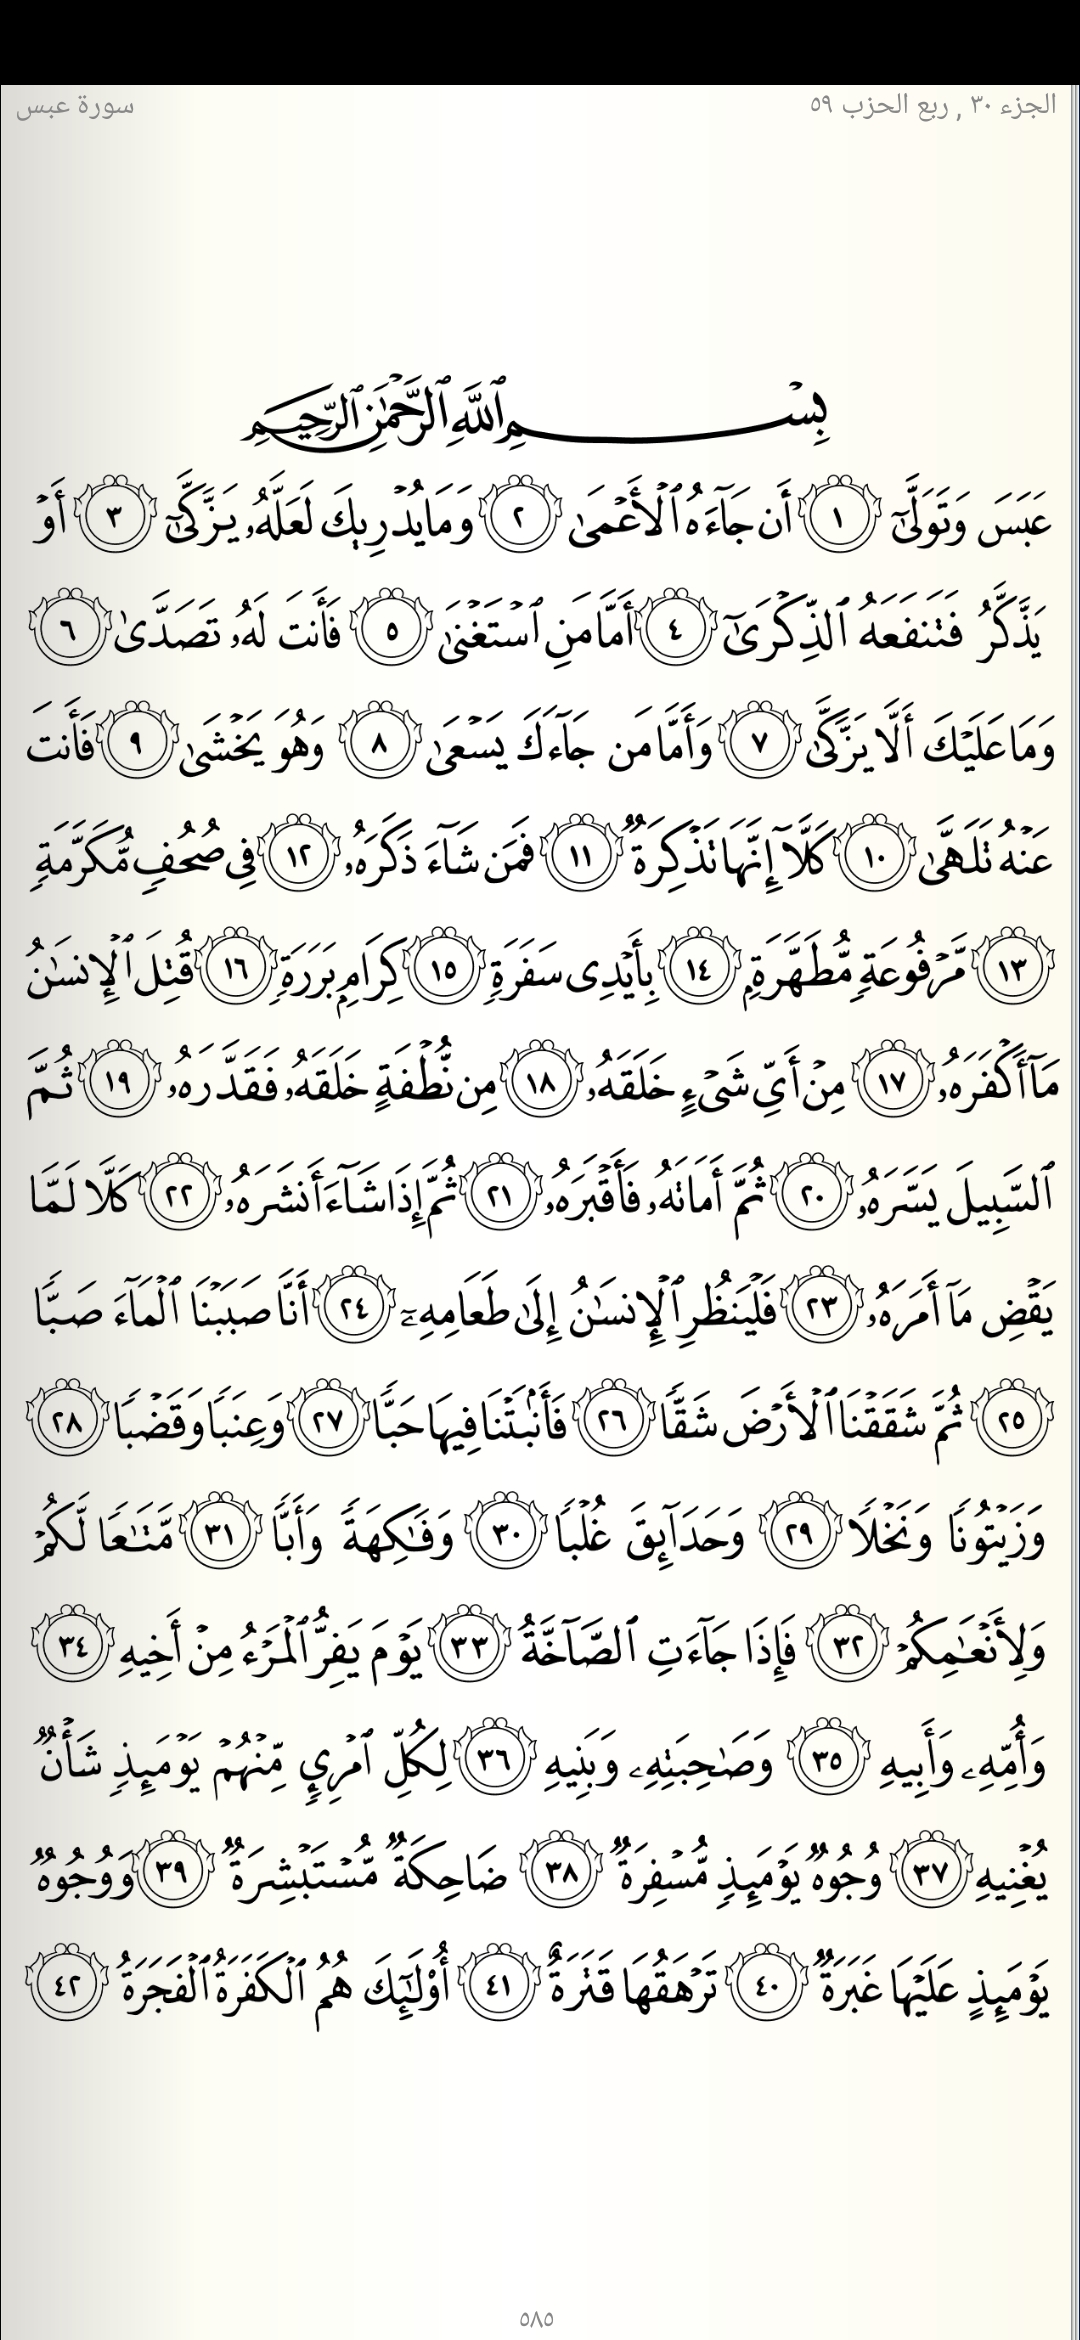 الجزء ٣٠ , ربع الحزب ٥٩
سورة عبس
بِسْمِ ٱللَّهِ ٱلرَّحْمَٰنِ ٱلرَّحِيمِ
عَبَسَ وَتَوَلَّىٰٓ ١ أَن جَآءَهُ ٱلْأَعْمَىٰ ٢ وَمَا يُدْرِيكَ لَعَلَّهُۥ يَزَّكَّىٰٓ ٣ أَوْ
يَذَّكَّرُ فَتَنفَعَهُ ٱلذِّكْرَىٰٓ ٤ أَمَّا مَنِ ٱسْتَغْنَىٰ ٥ فَأَنتَ لَهُۥ تَصَدَّىٰ ٦
وَمَا عَلَيْكَ أَلَّا يَزَّكَّىٰ ٧ وَأَمَّا مَن جَآءَكَ يَسْعَىٰ ٨ وَهُوَ يَخْشَىٰ ٩ فَأَنتَ
عَنْهُ تَلَهَّىٰ ١٠ كَلَّآ إِنَّهَا تَذْكِرَةٌ ١١ فَمَن شَآءَ ذَكَرَهُۥ ١٢ فِى صُحُفٍ مُّكَرَّمَةٍ
١٣ مَّرْفُوعَةٍ مُّطَهَّرَةٍۭ ١٤ بِأَيْدِى سَفَرَةٍ ١٥ كِرَامٍۭ بَرَرَةٍ ١٦ قُتِلَ ٱلْإِنسَٰنُ
مَآ أَكْفَرَهُۥ ١٧ مِنْ أَىِّ شَىْءٍ خَلَقَهُۥ ١٨ مِن نُّطْفَةٍ خَلَقَهُۥ فَقَدَّرَهُۥ ١٩ ثُمَّ
ٱلسَّبِيلَ يَسَّرَهُۥ ٢٠ ثُمَّ أَمَاتَهُۥ فَأَقْبَرَهُۥ ٢١ ثُمَّ إِذَا شَآءَ أَنشَرَهُۥ ٢٢ كَلَّا لَمَّا
يَقْضِ مَآ أَمَرَهُۥ ٢٣ فَلْيَنظُرِ ٱلْإِنسَٰنُ إِلَىٰ طَعَامِهِۦٓ ٢٤ أَنَّا صَبَبْنَا ٱلْمَآءَ صَبًّا
٢٥ ثُمَّ شَقَقْنَا ٱلْأَرْضَ شَقًّا ٢٦ فَأَنۢبَتْنَا فِيهَا حَبًّا ٢٧ وَعِنَبًا وَقَضْبًا ٢٨
وَزَيْتُونًا وَنَخْلًا ٢٩ وَحَدَآئِقَ غُلْبًا ٣٠ وَفَٰكِهَةً وَأَبًّا ٣١ مَّتَٰعًا لَّكُمْ
وَلِأَنْعَٰمِكُمْ ٣٢ فَإِذَا جَآءَتِ ٱلصَّآخَّةُ ٣٣ يَوْمَ يَفِرُّ ٱلْمَرْءُ مِنْ أَخِيهِ ٣٤
وَأُمِّهِۦ وَأَبِيهِ ٣٥ وَصَٰحِبَتِهِۦ وَبَنِيهِ ٣٦ لِكُلِّ ٱمْرِئٍ مِّنْهُمْ يَوْمَئِذٍ شَأْنٌ
يُغْنِيهِ ٣٧ وُجُوهٌ يَوْمَئِذٍ مُّسْفِرَةٌ ٣٨ ضَاحِكَةٌ مُّسْتَبْشِرَةٌ ٣٩ وَوُجُوهٌ
يَوْمَئِذٍ عَلَيْهَا غَبَرَةٌ ٤٠ تَرْهَقُهَا قَتَرَةٌ ٤١ أُو۟لَٰٓئِكَ هُمُ ٱلْكَفَرَةُ ٱلْفَجَرَةُ ٤٢
٥٨٥